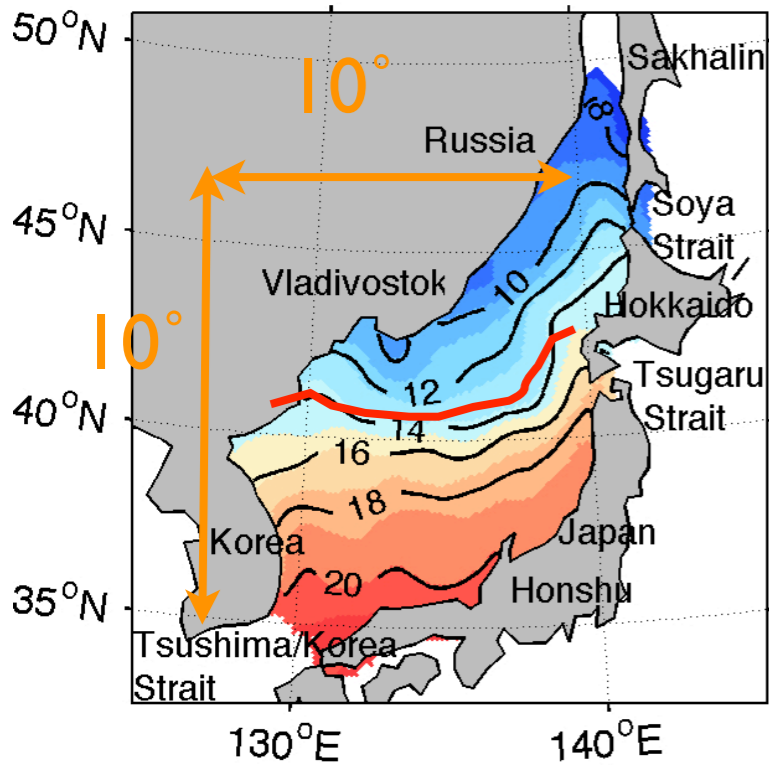 50°N
Sakhalin
10°
8
Russia
45°N
Soya
Strait
Vladivostok
10
Hokkaido
10°
12
Tsugaru
Strait
40°N
14
16
18
Korea
Japan
20
Honshu
35°N
Tsushima/Korea
Strait
130°E
140°E